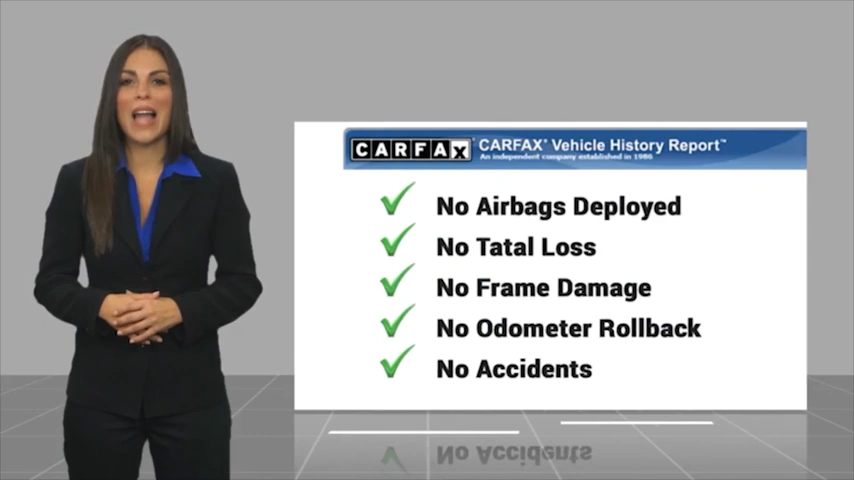 CARFAX CARFAX® Vehicle History Report™
An independent company established in 1986
No Airbags Deployed
No Tatal Loss
No Frame Damage
No Odometer Rollback
No Accidents
No Accidents